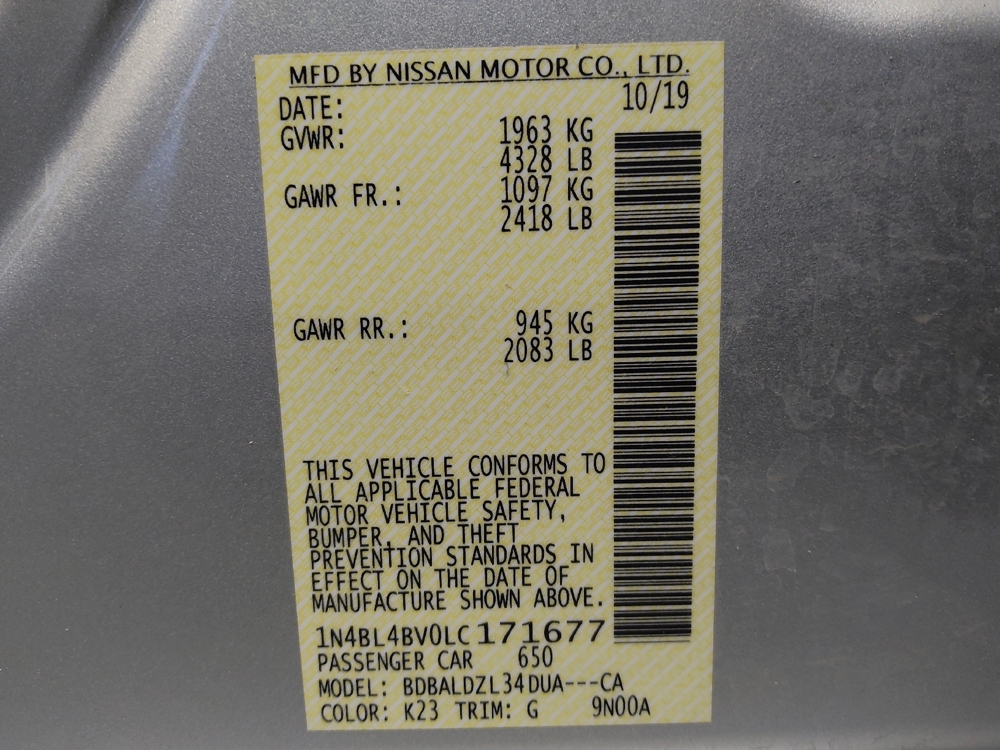 MFD BY NISSAN MOTOR CO., LTD.
DATE: 10/19
GVWR: 1963 KG
4328 LB
GAWR FR.: 1097 KG
2418 LB
GAWR RR.: 945 KG
2083 LB
THIS VEHICLE CONFORMS TO
ALL APPLICABLE FEDERAL
MOTOR VEHICLE SAFETY,
BUMPER, AND THEFT
PREVENTION STANDARDS IN
EFFECT ON THE DATE OF
MANUFACTURE SHOWN ABOVE.
1N4BL4BV0LC171677
PASSENGER CAR 650
MODEL: BDBALDZL34DUA---CA
COLOR: K23 TRIM: G 9N00A